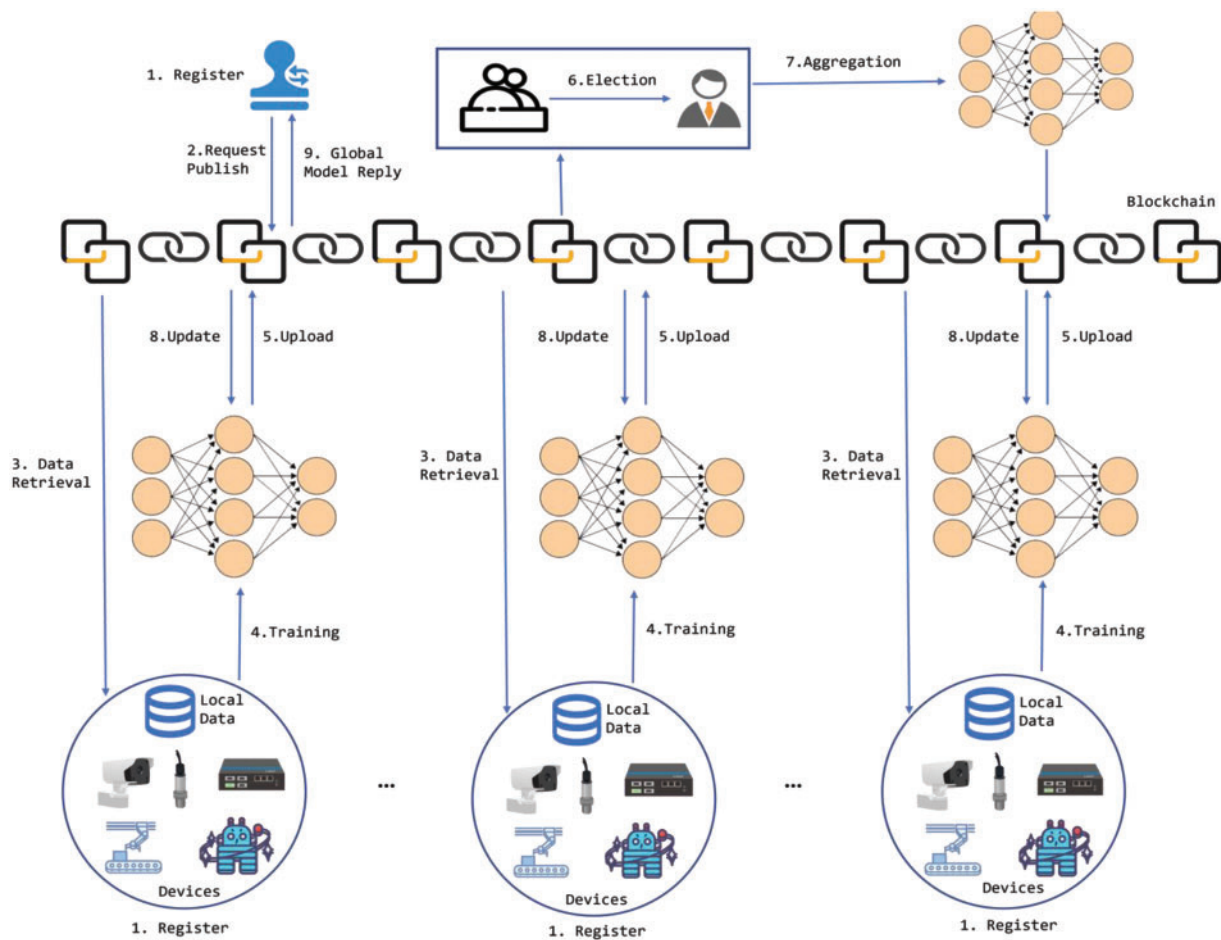 1. Register
2.Request
Publish
9. Global
Model Reply
6.Election
7.Aggregation
Blockchain
8.Update
5.Upload
8.Update
5.Upload
8.Update
5.Upload
3. Data
Retrieval
3. Data
Retrieval
3. Data
Retrieval
4.Training
4.Training
4.Training
Local
Data
Local
Data
Local
Data
...
...
Devices
Devices
Devices
1. Register
1. Register
1. Register